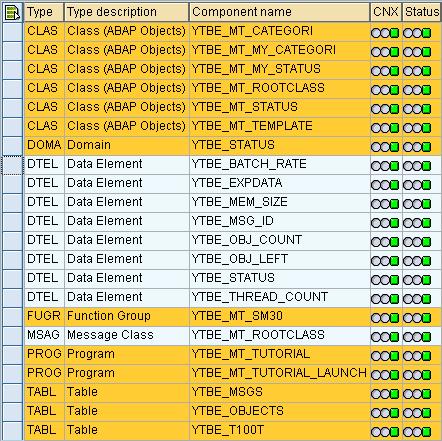 Type Type description Component name CNX Status
CLAS Class (ABAP Objects) YTBE_MT_CATEGORI
CLAS Class (ABAP Objects) YTBE_MT_MY_CATEGORI
CLAS Class (ABAP Objects) YTBE_MT_MY_STATUS
CLAS Class (ABAP Objects) YTBE_MT_ROOTCLASS
CLAS Class (ABAP Objects) YTBE_MT_STATUS
CLAS Class (ABAP Objects) YTBE_MT_TEMPLATE
DOMA Domain YTBE_STATUS
DTEL Data Element YTBE_BATCH_RATE
DTEL Data Element YTBE_EXPDATA
DTEL Data Element YTBE_MEM_SIZE
DTEL Data Element YTBE_MSG_ID
DTEL Data Element YTBE_OBJ_COUNT
DTEL Data Element YTBE_OBJ_LEFT
DTEL Data Element YTBE_STATUS
DTEL Data Element YTBE_THREAD_COUNT
FUGR Function Group YTBE_MT_SM30
MSAG Message Class YTBE_MT_ROOTCLASS
PROG Program YTBE_MT_TUTORIAL
PROG Program YTBE_MT_TUTORIAL_LAUNCH
TABL Table YTBE_MSGS
TABL Table YTBE_OBJECTS
TABL Table YTBE_T100T